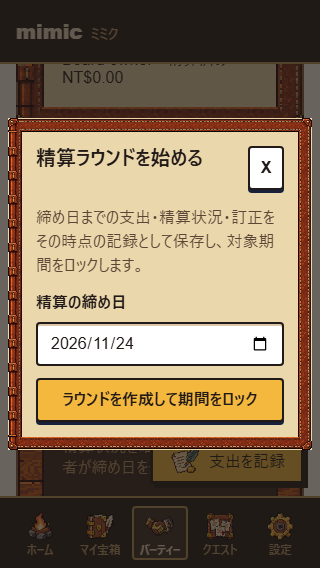 mimic ミミク
NT$0.00
精算ラウンドを始める
X
締め日までの支出・精算状況・訂正を
その時点の記録として保存し、対象期
間をロックします。
精算の締め日
2026/11/24
ラウンドを作成して期間をロック
者が締め日を
支出を記録
ホーム マイ宝箱 パーティー クエスト 設定